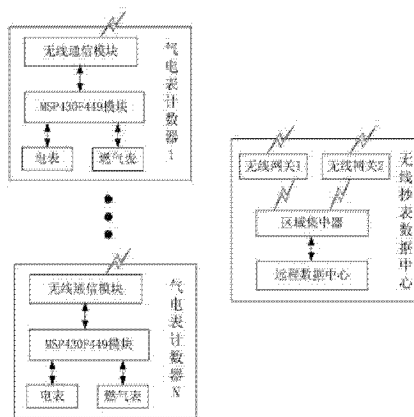 无线通信模块
MSP430F449模块
电表
燃气表
气电表计数器1
无线通信模块
MSP430F449模块
电表
燃气表
气电表计数器N
无线网关1
无线网关2
区域集中器
远程数据中心
无线抄表数据中心